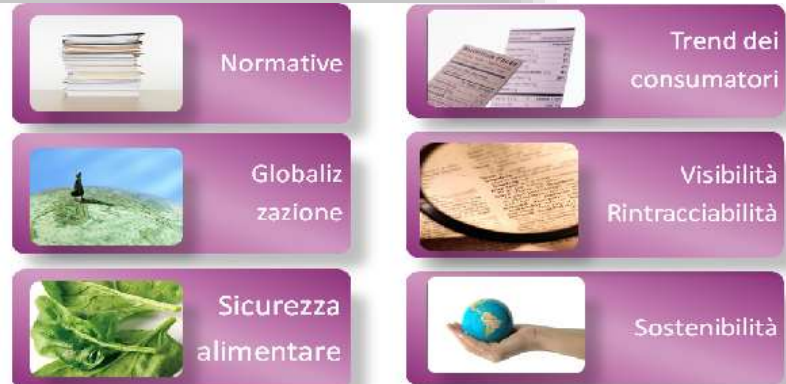 Normative
Trend dei
consumatori
Globaliz
zazione
Visibilità
Rintracciabilità
Sicurezza
alimentare
Sostenibilità